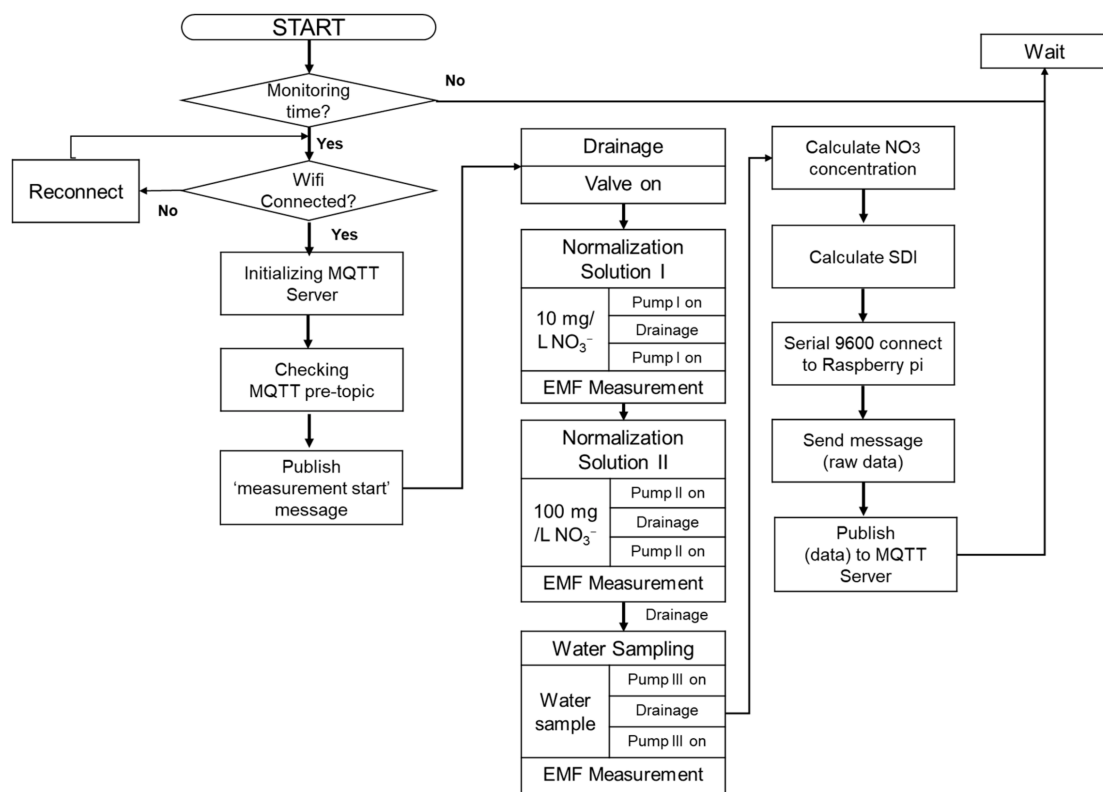 START
Monitoring
time?
No
Wait
Yes
Reconnect
Wifi
Connected?
No
Yes
Initializing MQTT
Server
Checking
MQTT pre-topic
Publish
‘measurement start’
message
Drainage
Valve on
Normalization
Solution I
10 mg/
L NO₃⁻
Pump I on
Drainage
Pump I on
EMF Measurement
Normalization
Solution II
100 mg
/L NO₃⁻
Pump II on
Drainage
Pump II on
EMF Measurement
Drainage
Water Sampling
Water
sample
Pump III on
Drainage
Pump III on
EMF Measurement
Calculate NO3
concentration
Calculate SDI
Serial 9600 connect
to Raspberry pi
Send message
(raw data)
Publish
(data) to MQTT
Server